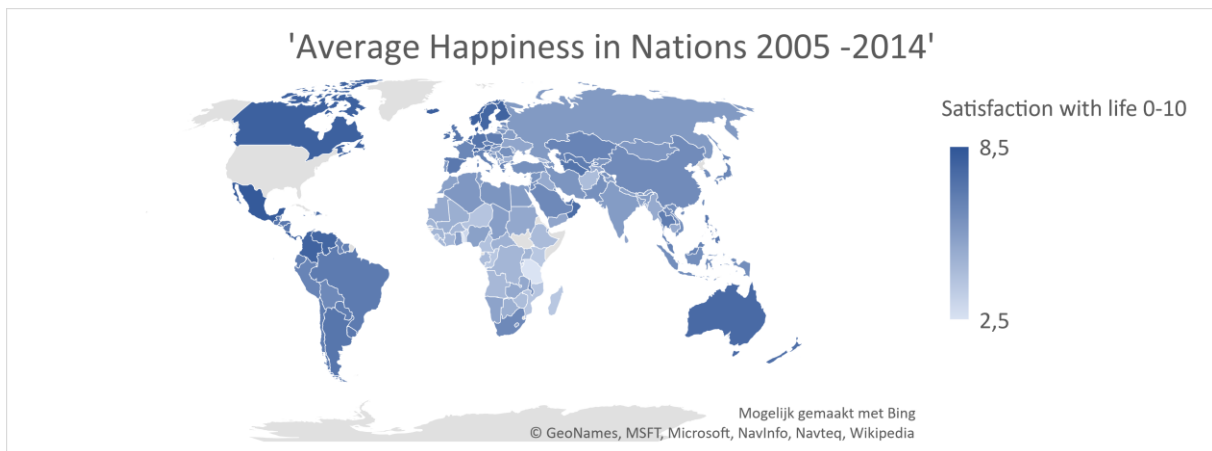 'Average Happiness in Nations 2005 -2014'
Satisfaction with life 0-10
8,5
2,5
Mogelijk gemaakt met Bing
© GeoNames, MSFT, Microsoft, NavInfo, Navteq, Wikipedia